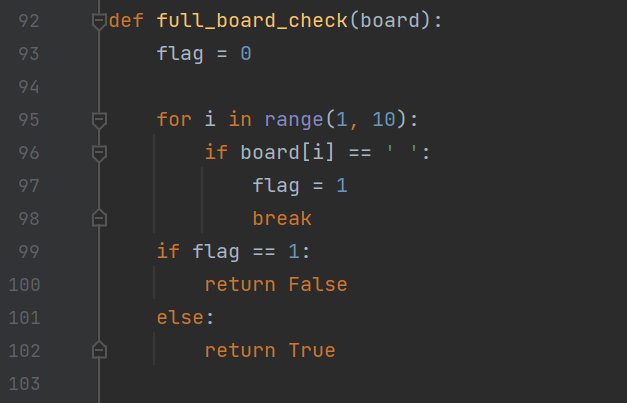 92 def full_board_check(board):
93     flag = 0
94
95     for i in range(1, 10):
96         if board[i] == ' ':
97             flag = 1
98             break
99     if flag == 1:
100         return False
101     else:
102         return True
103